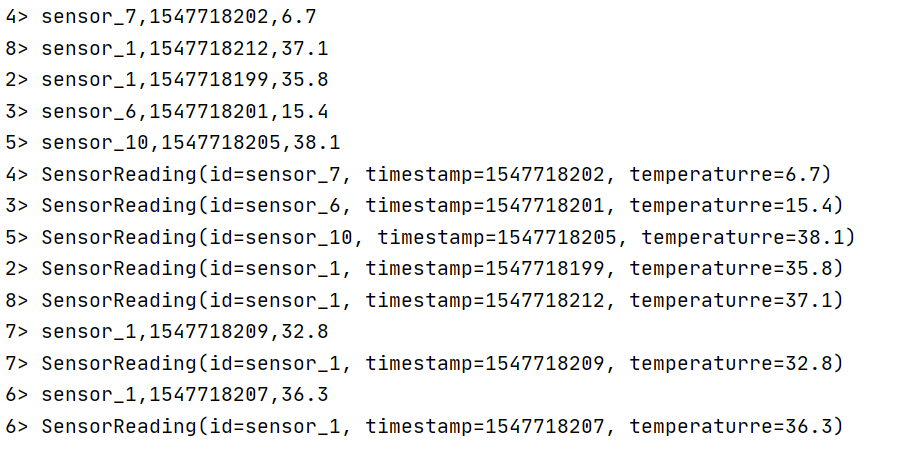 4> sensor_7,1547718202,6.7
8> sensor_1,1547718212,37.1
2> sensor_1,1547718199,35.8
3> sensor_6,1547718201,15.4
5> sensor_10,1547718205,38.1
4> SensorReading(id=sensor_7, timestamp=1547718202, temperaturre=6.7)
3> SensorReading(id=sensor_6, timestamp=1547718201, temperaturre=15.4)
5> SensorReading(id=sensor_10, timestamp=1547718205, temperaturre=38.1)
2> SensorReading(id=sensor_1, timestamp=1547718199, temperaturre=35.8)
8> SensorReading(id=sensor_1, timestamp=1547718212, temperaturre=37.1)
7> sensor_1,1547718209,32.8
7> SensorReading(id=sensor_1, timestamp=1547718209, temperaturre=32.8)
6> sensor_1,1547718207,36.3
6> SensorReading(id=sensor_1, timestamp=1547718207, temperaturre=36.3)